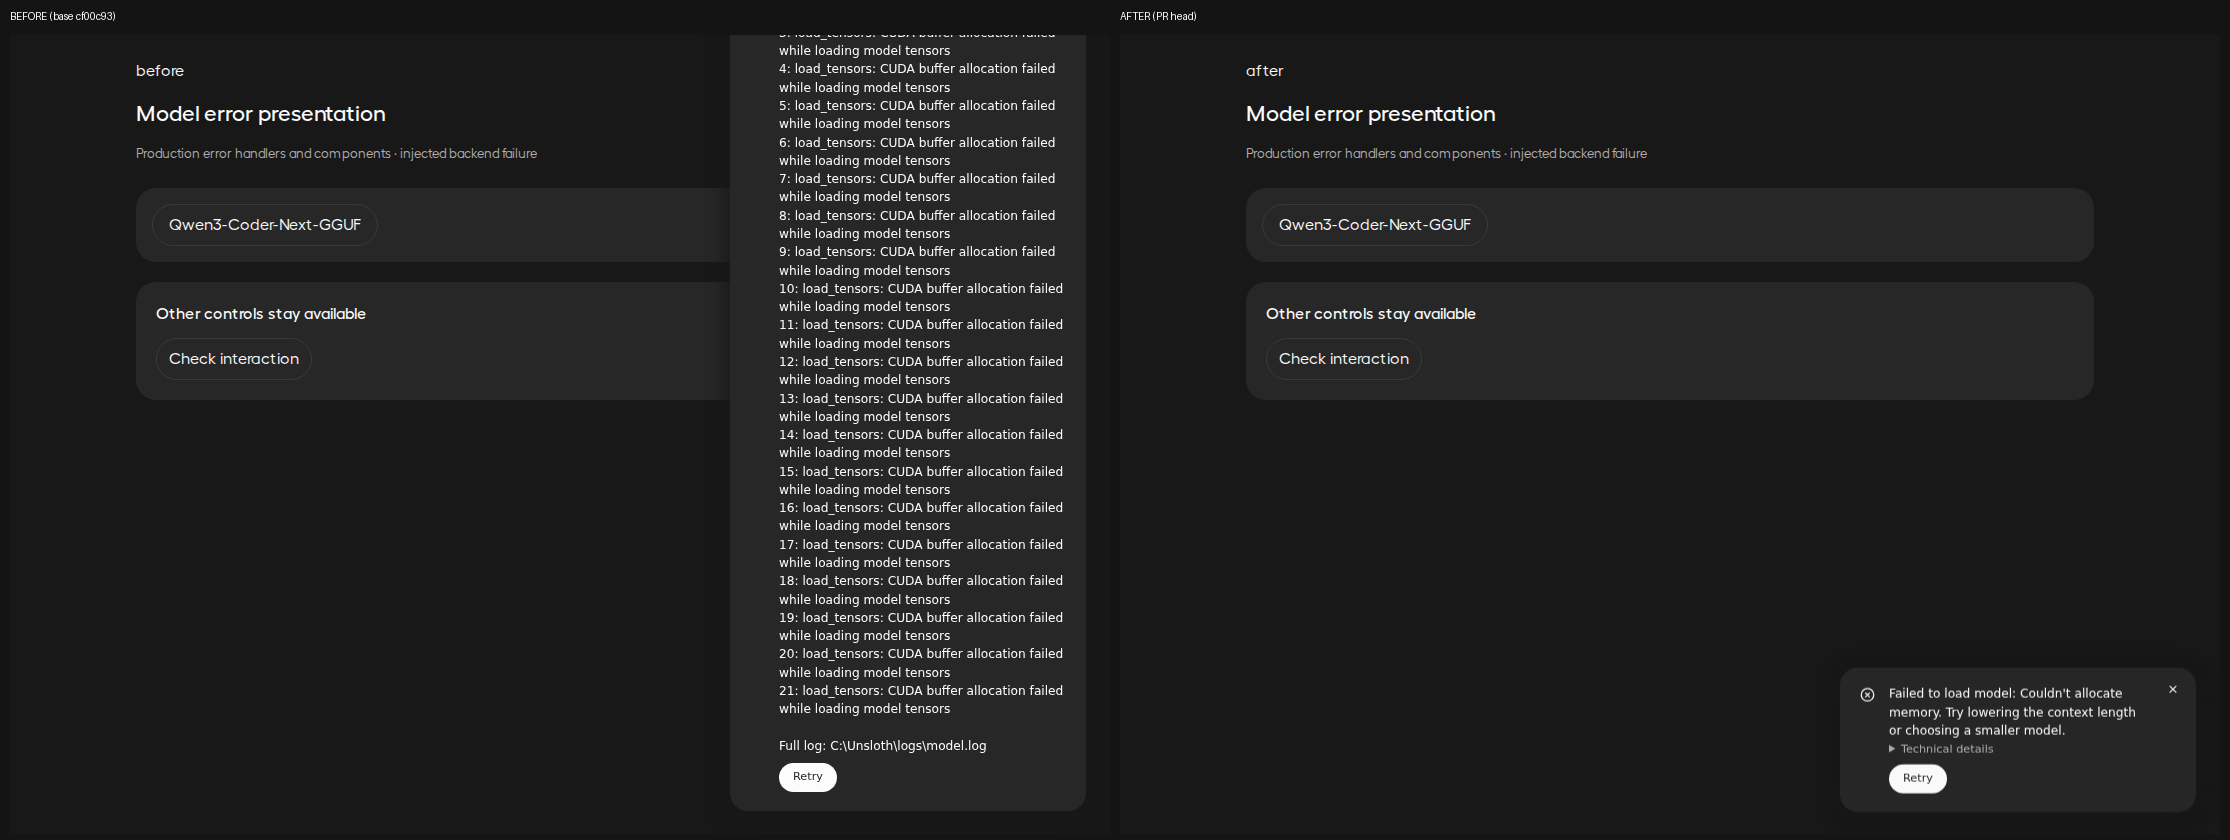 BEFORE (base cf00c93)
before
Model error presentation
Production error handlers and components · injected backend failure
Qwen3-Coder-Next-GGUF
Other controls stay available
Check interaction
while loading model tensors
4: load_tensors: CUDA buffer allocation failed
while loading model tensors
5: load_tensors: CUDA buffer allocation failed
while loading model tensors
6: load_tensors: CUDA buffer allocation failed
while loading model tensors
7: load_tensors: CUDA buffer allocation failed
while loading model tensors
8: load_tensors: CUDA buffer allocation failed
while loading model tensors
9: load_tensors: CUDA buffer allocation failed
while loading model tensors
10: load_tensors: CUDA buffer allocation failed
while loading model tensors
11: load_tensors: CUDA buffer allocation failed
while loading model tensors
12: load_tensors: CUDA buffer allocation failed
while loading model tensors
13: load_tensors: CUDA buffer allocation failed
while loading model tensors
14: load_tensors: CUDA buffer allocation failed
while loading model tensors
15: load_tensors: CUDA buffer allocation failed
while loading model tensors
16: load_tensors: CUDA buffer allocation failed
while loading model tensors
17: load_tensors: CUDA buffer allocation failed
while loading model tensors
18: load_tensors: CUDA buffer allocation failed
while loading model tensors
19: load_tensors: CUDA buffer allocation failed
while loading model tensors
20: load_tensors: CUDA buffer allocation failed
while loading model tensors
21: load_tensors: CUDA buffer allocation failed
while loading model tensors
Full log: C:\Unsloth\logs\model.log
Retry
AFTER (PR head)
after
Model error presentation
Production error handlers and components · injected backend failure
Qwen3-Coder-Next-GGUF
Other controls stay available
Check interaction
Failed to load model: Couldn't allocate
memory. Try lowering the context length
or choosing a smaller model.
Technical details
Retry